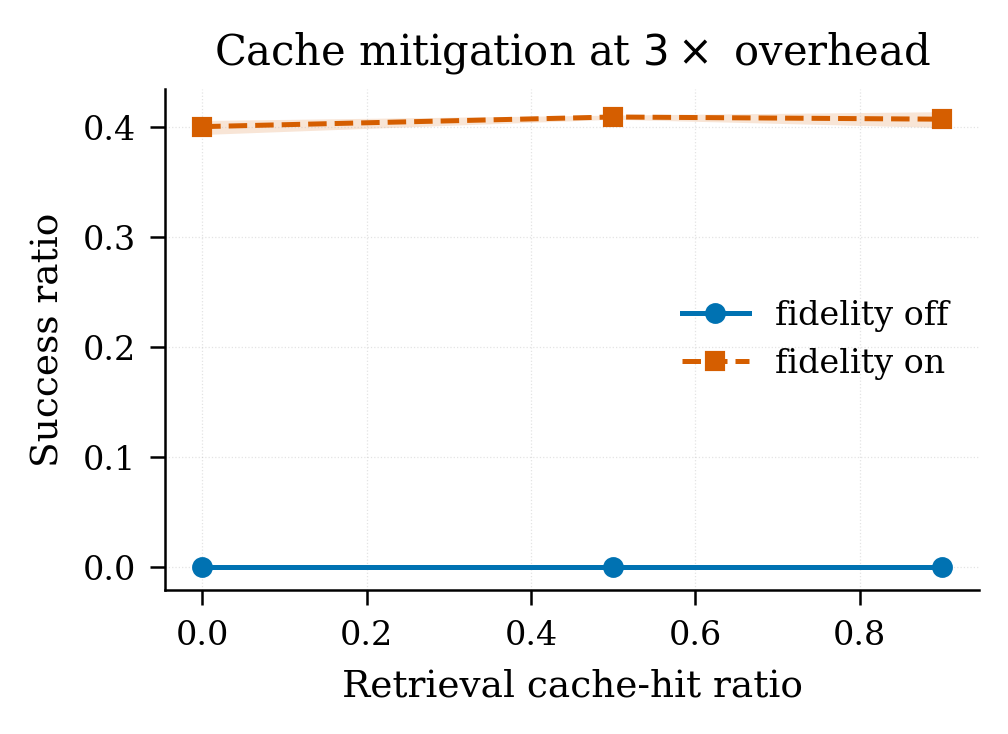 Cache mitigation at 3 × overhead
Success ratio
0.4
0.3
0.2
0.1
0.0
fidelity off
fidelity on
0.0 0.2 0.4 0.6 0.8
Retrieval cache-hit ratio